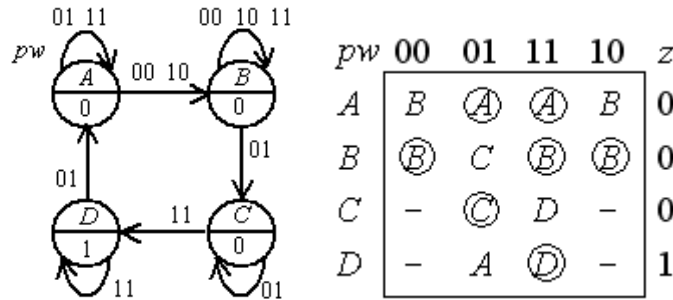 01 11
00 10 11
pw
A
0
00 10
B
0
01
01
D
1
11
C
0
11
01
pw 00 01 11 10 z
A B A A B 0
B B C B B 0
C – C D – 0
D – A D – 1